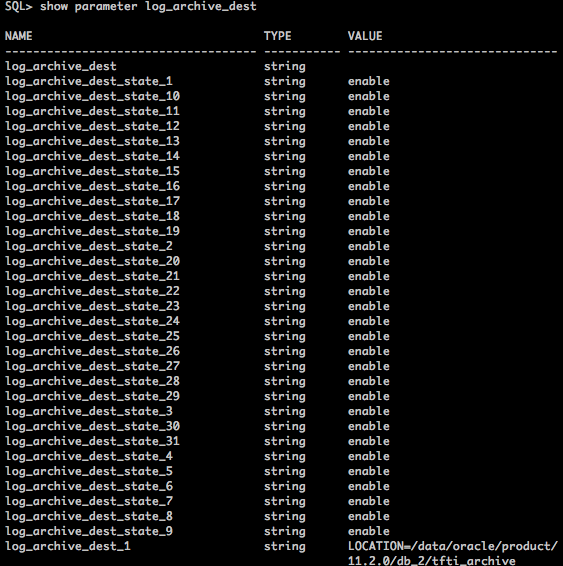 SQL> show parameter log_archive_dest
NAME TYPE VALUE
------------------------------------ ----------- ------------------------------
log_archive_dest string
log_archive_dest_state_1 string enable
log_archive_dest_state_10 string enable
log_archive_dest_state_11 string enable
log_archive_dest_state_12 string enable
log_archive_dest_state_13 string enable
log_archive_dest_state_14 string enable
log_archive_dest_state_15 string enable
log_archive_dest_state_16 string enable
log_archive_dest_state_17 string enable
log_archive_dest_state_18 string enable
log_archive_dest_state_19 string enable
log_archive_dest_state_2 string enable
log_archive_dest_state_20 string enable
log_archive_dest_state_21 string enable
log_archive_dest_state_22 string enable
log_archive_dest_state_23 string enable
log_archive_dest_state_24 string enable
log_archive_dest_state_25 string enable
log_archive_dest_state_26 string enable
log_archive_dest_state_27 string enable
log_archive_dest_state_28 string enable
log_archive_dest_state_29 string enable
log_archive_dest_state_3 string enable
log_archive_dest_state_30 string enable
log_archive_dest_state_31 string enable
log_archive_dest_state_4 string enable
log_archive_dest_state_5 string enable
log_archive_dest_state_6 string enable
log_archive_dest_state_7 string enable
log_archive_dest_state_8 string enable
log_archive_dest_state_9 string enable
log_archive_dest_1 string LOCATION=/data/oracle/product/
11.2.0/db_2/tfti_archive